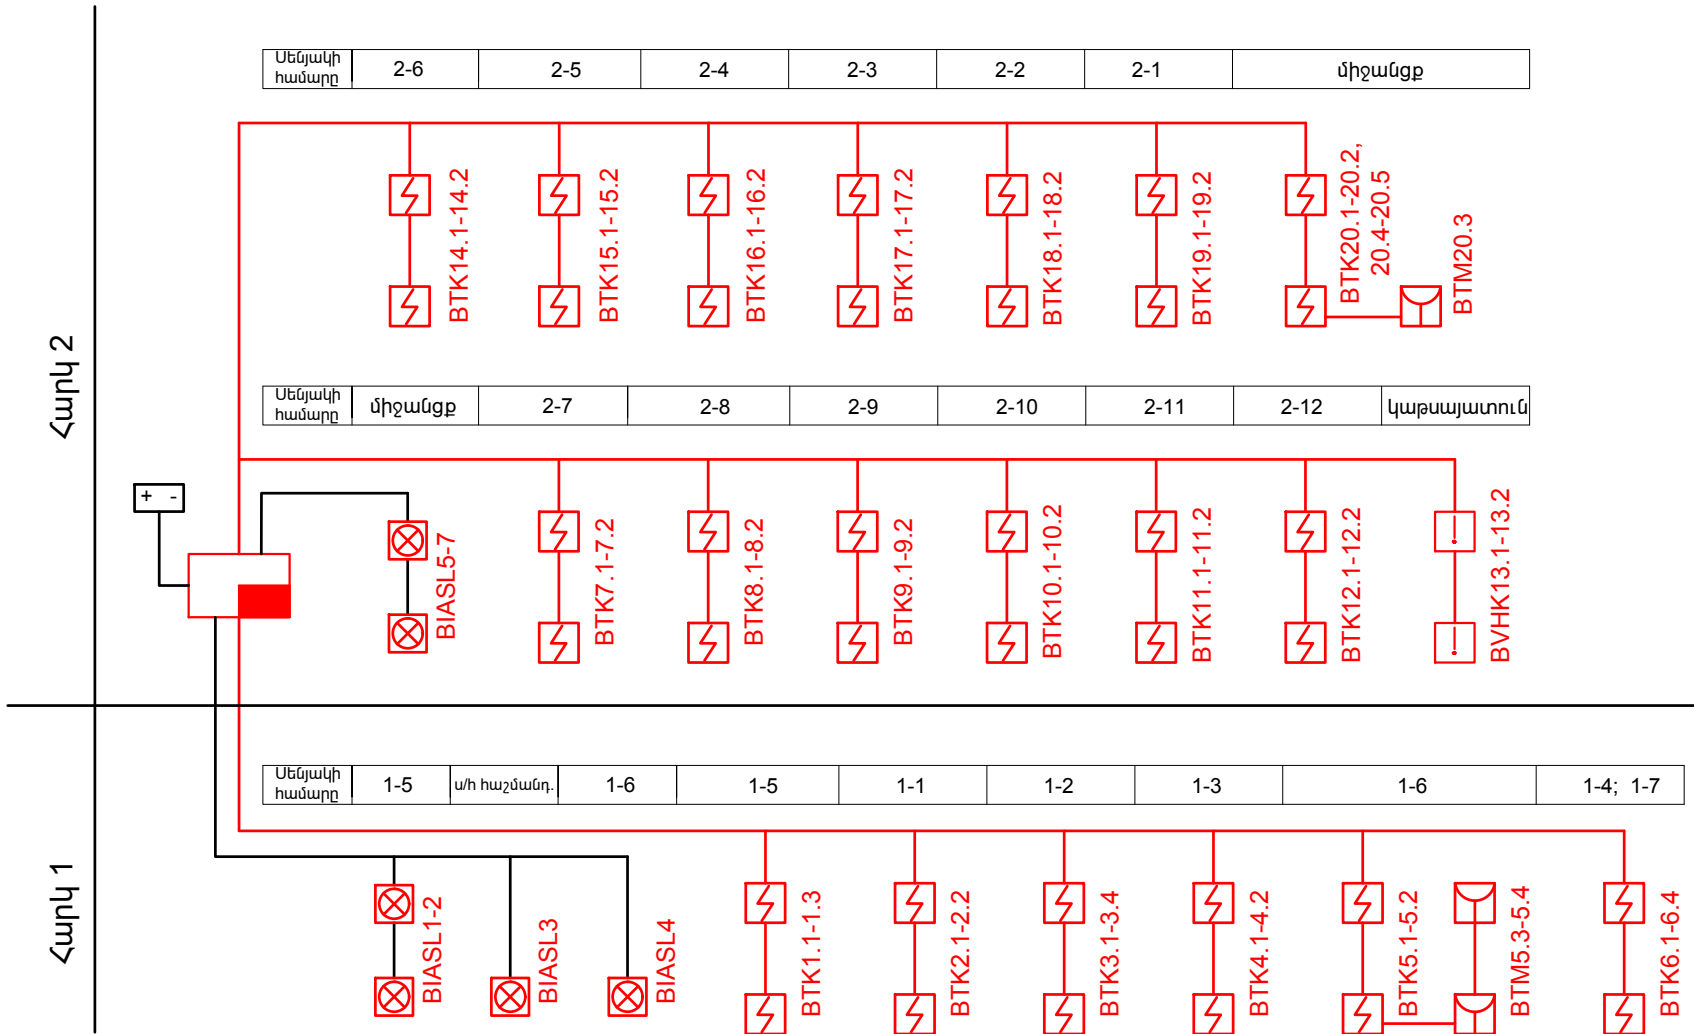 Սենյակի
համարը
2-6
2-5
2-4
2-3
2-2
2-1
միջանցք
BTK14.1-14.2
BTK15.1-15.2
BTK16.1-16.2
BTK17.1-17.2
BTK18.1-18.2
BTK19.1-19.2
BTK20.1-20.2,
20.4-20.5
BTM20.3
Հարկ 2
Սենյակի
համարը
միջանցք
2-7
2-8
2-9
2-10
2-11
2-12
կաթսայատուն
+ -
BIASL5-7
BTK7.1-7.2
BTK8.1-8.2
BTK9.1-9.2
BTK10.1-10.2
BTK11.1-11.2
BTK12.1-12.2
BVHK13.1-13.2
Սենյակի
համարը
1-5
ս/հ հաշմանդ.
1-6
1-5
1-1
1-2
1-3
1-6
1-4; 1-7
Հարկ 1
BIASL1-2
BIASL3
BIASL4
BTK1.1-1.3
BTK2.1-2.2
BTK3.1-3.4
BTK4.1-4.2
BTK5.1-5.2
BTM5.3-5.4
BTK6.1-6.4